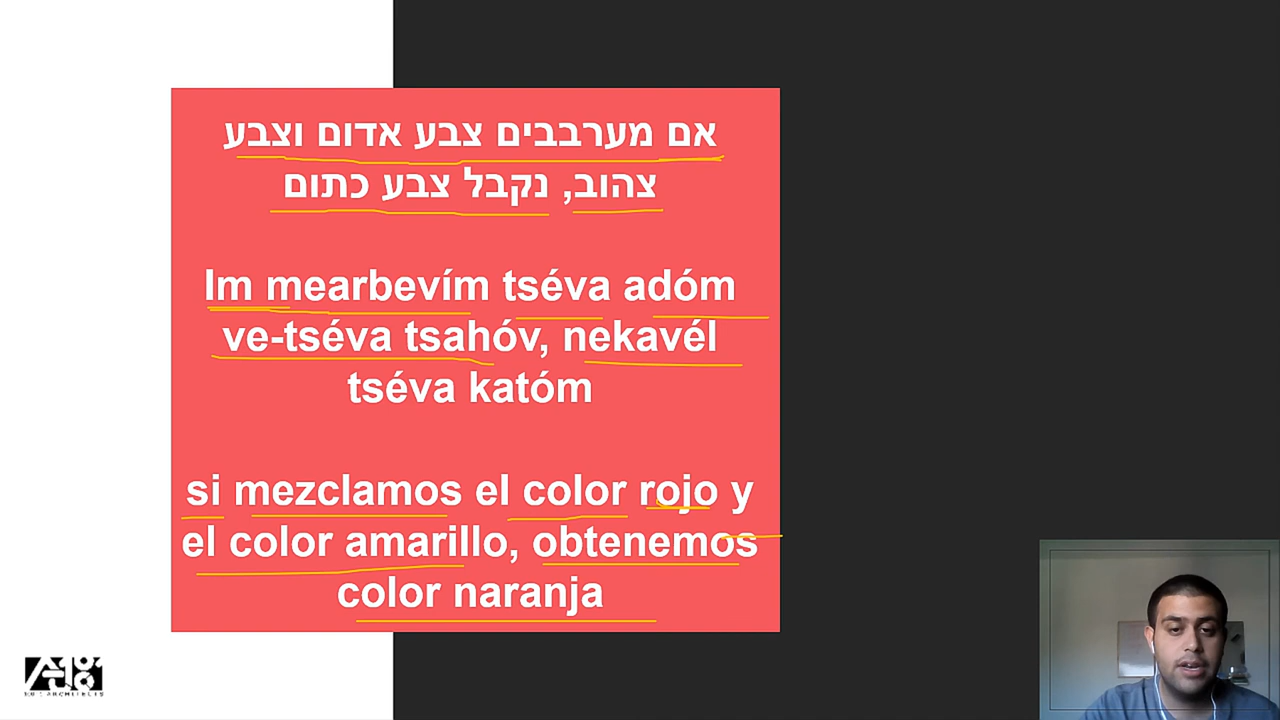 אם מערבבים צבע אדום וצבע
צהוב, נקבל צבע כתום
Im mearbevím tséva adóm
ve-tséva tsahóv, nekavél
tséva katóm
si mezclamos el color rojo y
el color amarillo, obtenemos
color naranja